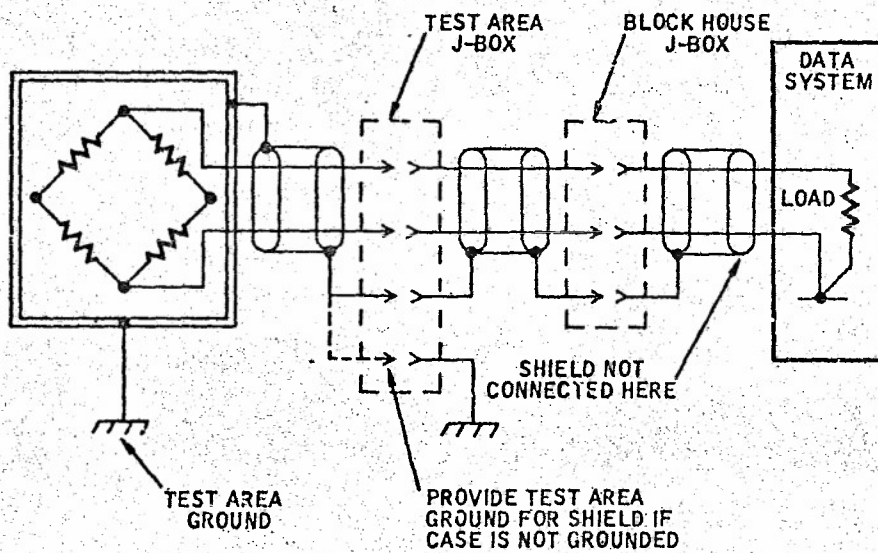 TEST AREA
J-BOX
BLOCK HOUSE
J-BOX
DATA
SYSTEM
LOAD
SHIELD NOT
CONNECTED HERE
TEST AREA
GROUND
PROVIDE TEST AREA
GROUND FOR SHIELD IF
CASE IS NOT GROUNDED